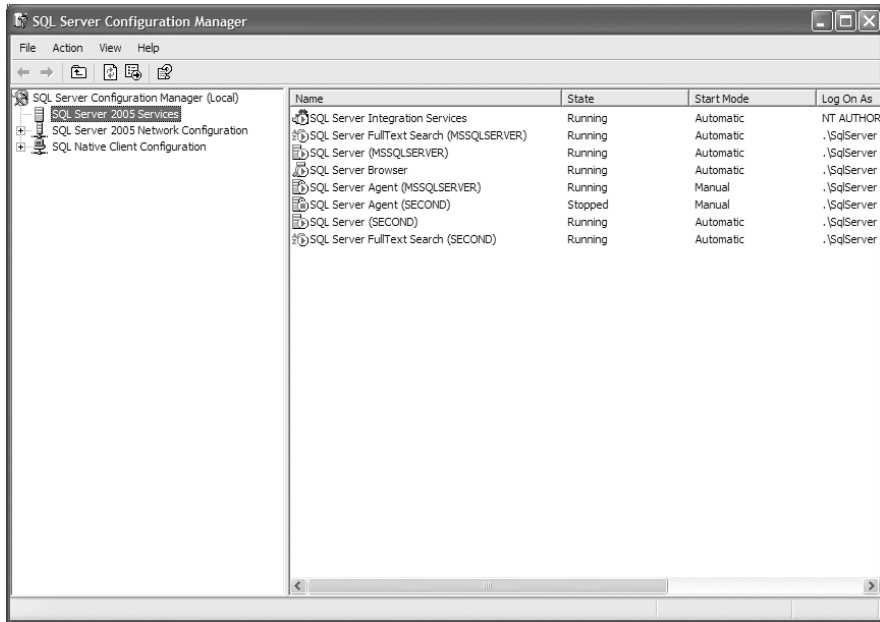 SQL Server Configuration Manager
File Action View Help
SQL Server Configuration Manager (Local)
SQL Server 2005 Services
SQL Server 2005 Network Configuration
SQL Native Client Configuration
Name State Start Mode Log On As
SQL Server Integration Services Running Automatic NT AUTHOR
SQL Server FullText Search (MSSQLSERVER) Running Automatic .\SqlServer
SQL Server (MSSQLSERVER) Running Automatic .\SqlServer
SQL Server Browser Running Automatic .\SqlServer
SQL Server Agent (MSSQLSERVER) Running Manual .\SqlServer
SQL Server Agent (SECOND) Stopped Manual .\SqlServer
SQL Server (SECOND) Running Automatic .\SqlServer
SQL Server FullText Search (SECOND) Running Automatic .\SqlServer